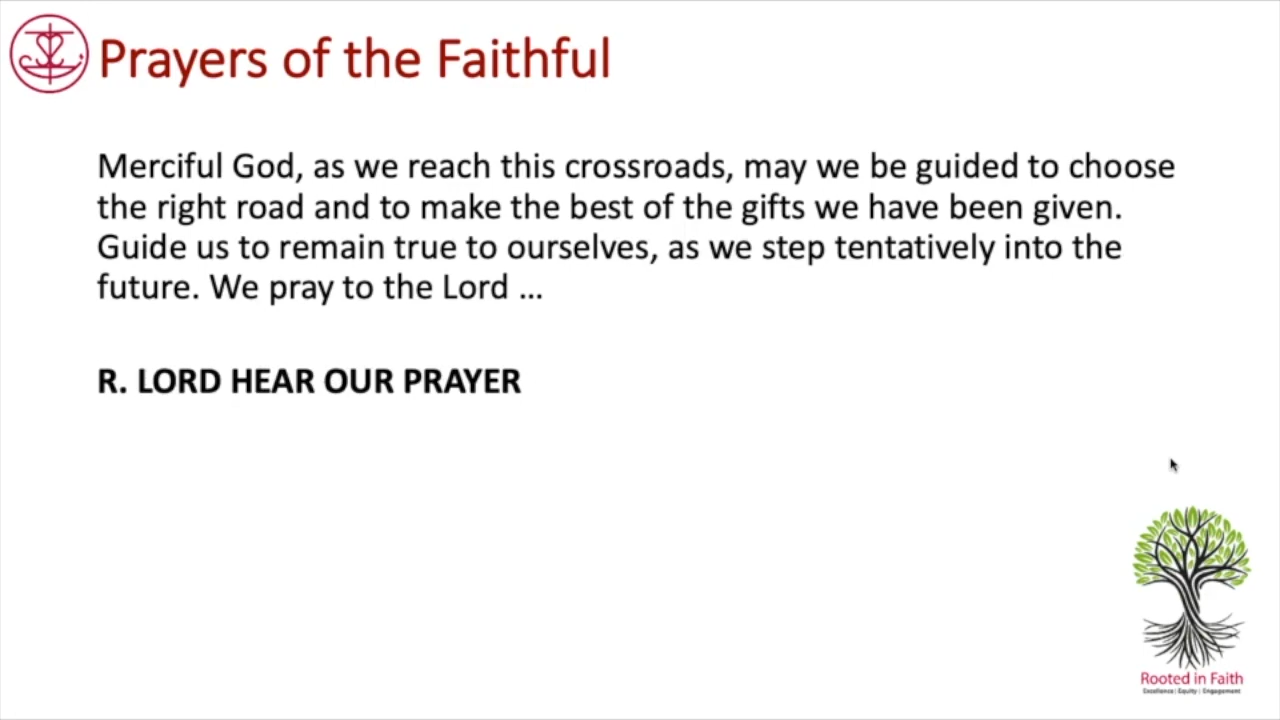 Prayers of the Faithful
Merciful God, as we reach this crossroads, may we be guided to choose
the right road and to make the best of the gifts we have been given.
Guide us to remain true to ourselves, as we step tentatively into the
future. We pray to the Lord ...
R. LORD HEAR OUR PRAYER
Rooted in Faith
Excellence | Equity | Engagement